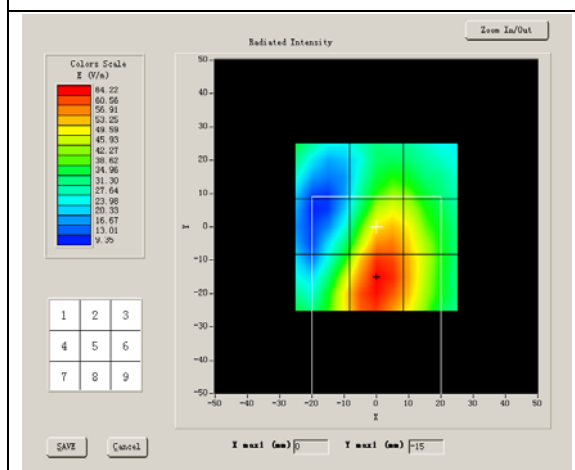 Zoom In/Out
Radiated Intensity
Colors Scale
E (V/m)
64.22
60.56
56.91
53.25
49.59
45.93
42.27
38.62
34.96
31.30
27.64
23.98
20.33
16.67
13.01
9.35
50
40
30
20
10
0
-10
-20
-30
-40
-50
Y
-50 -40 -30 -20 -10 0 10 20 30 40 50
X
1 2 3
4 5 6
7 8 9
SAVE
Cancel
X max1 (mm) 0
Y max1 (mm) -15